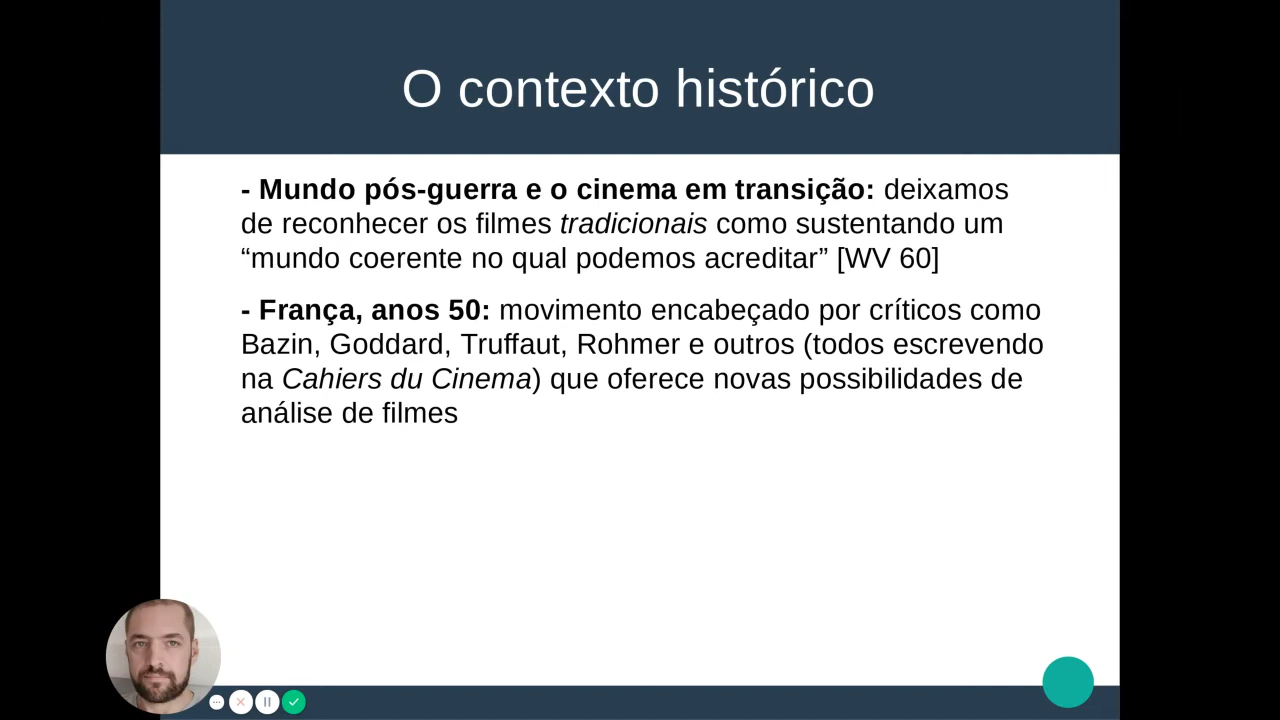 O contexto histórico
- Mundo pós-guerra e o cinema em transição: deixamos
de reconhecer os filmes tradicionais como sustentando um
“mundo coerente no qual podemos acreditar” [WV 60]
- França, anos 50: movimento encabeçado por críticos como
Bazin, Goddard, Truffaut, Rohmer e outros (todos escrevendo
na Cahiers du Cinema) que oferece novas possibilidades de
análise de filmes